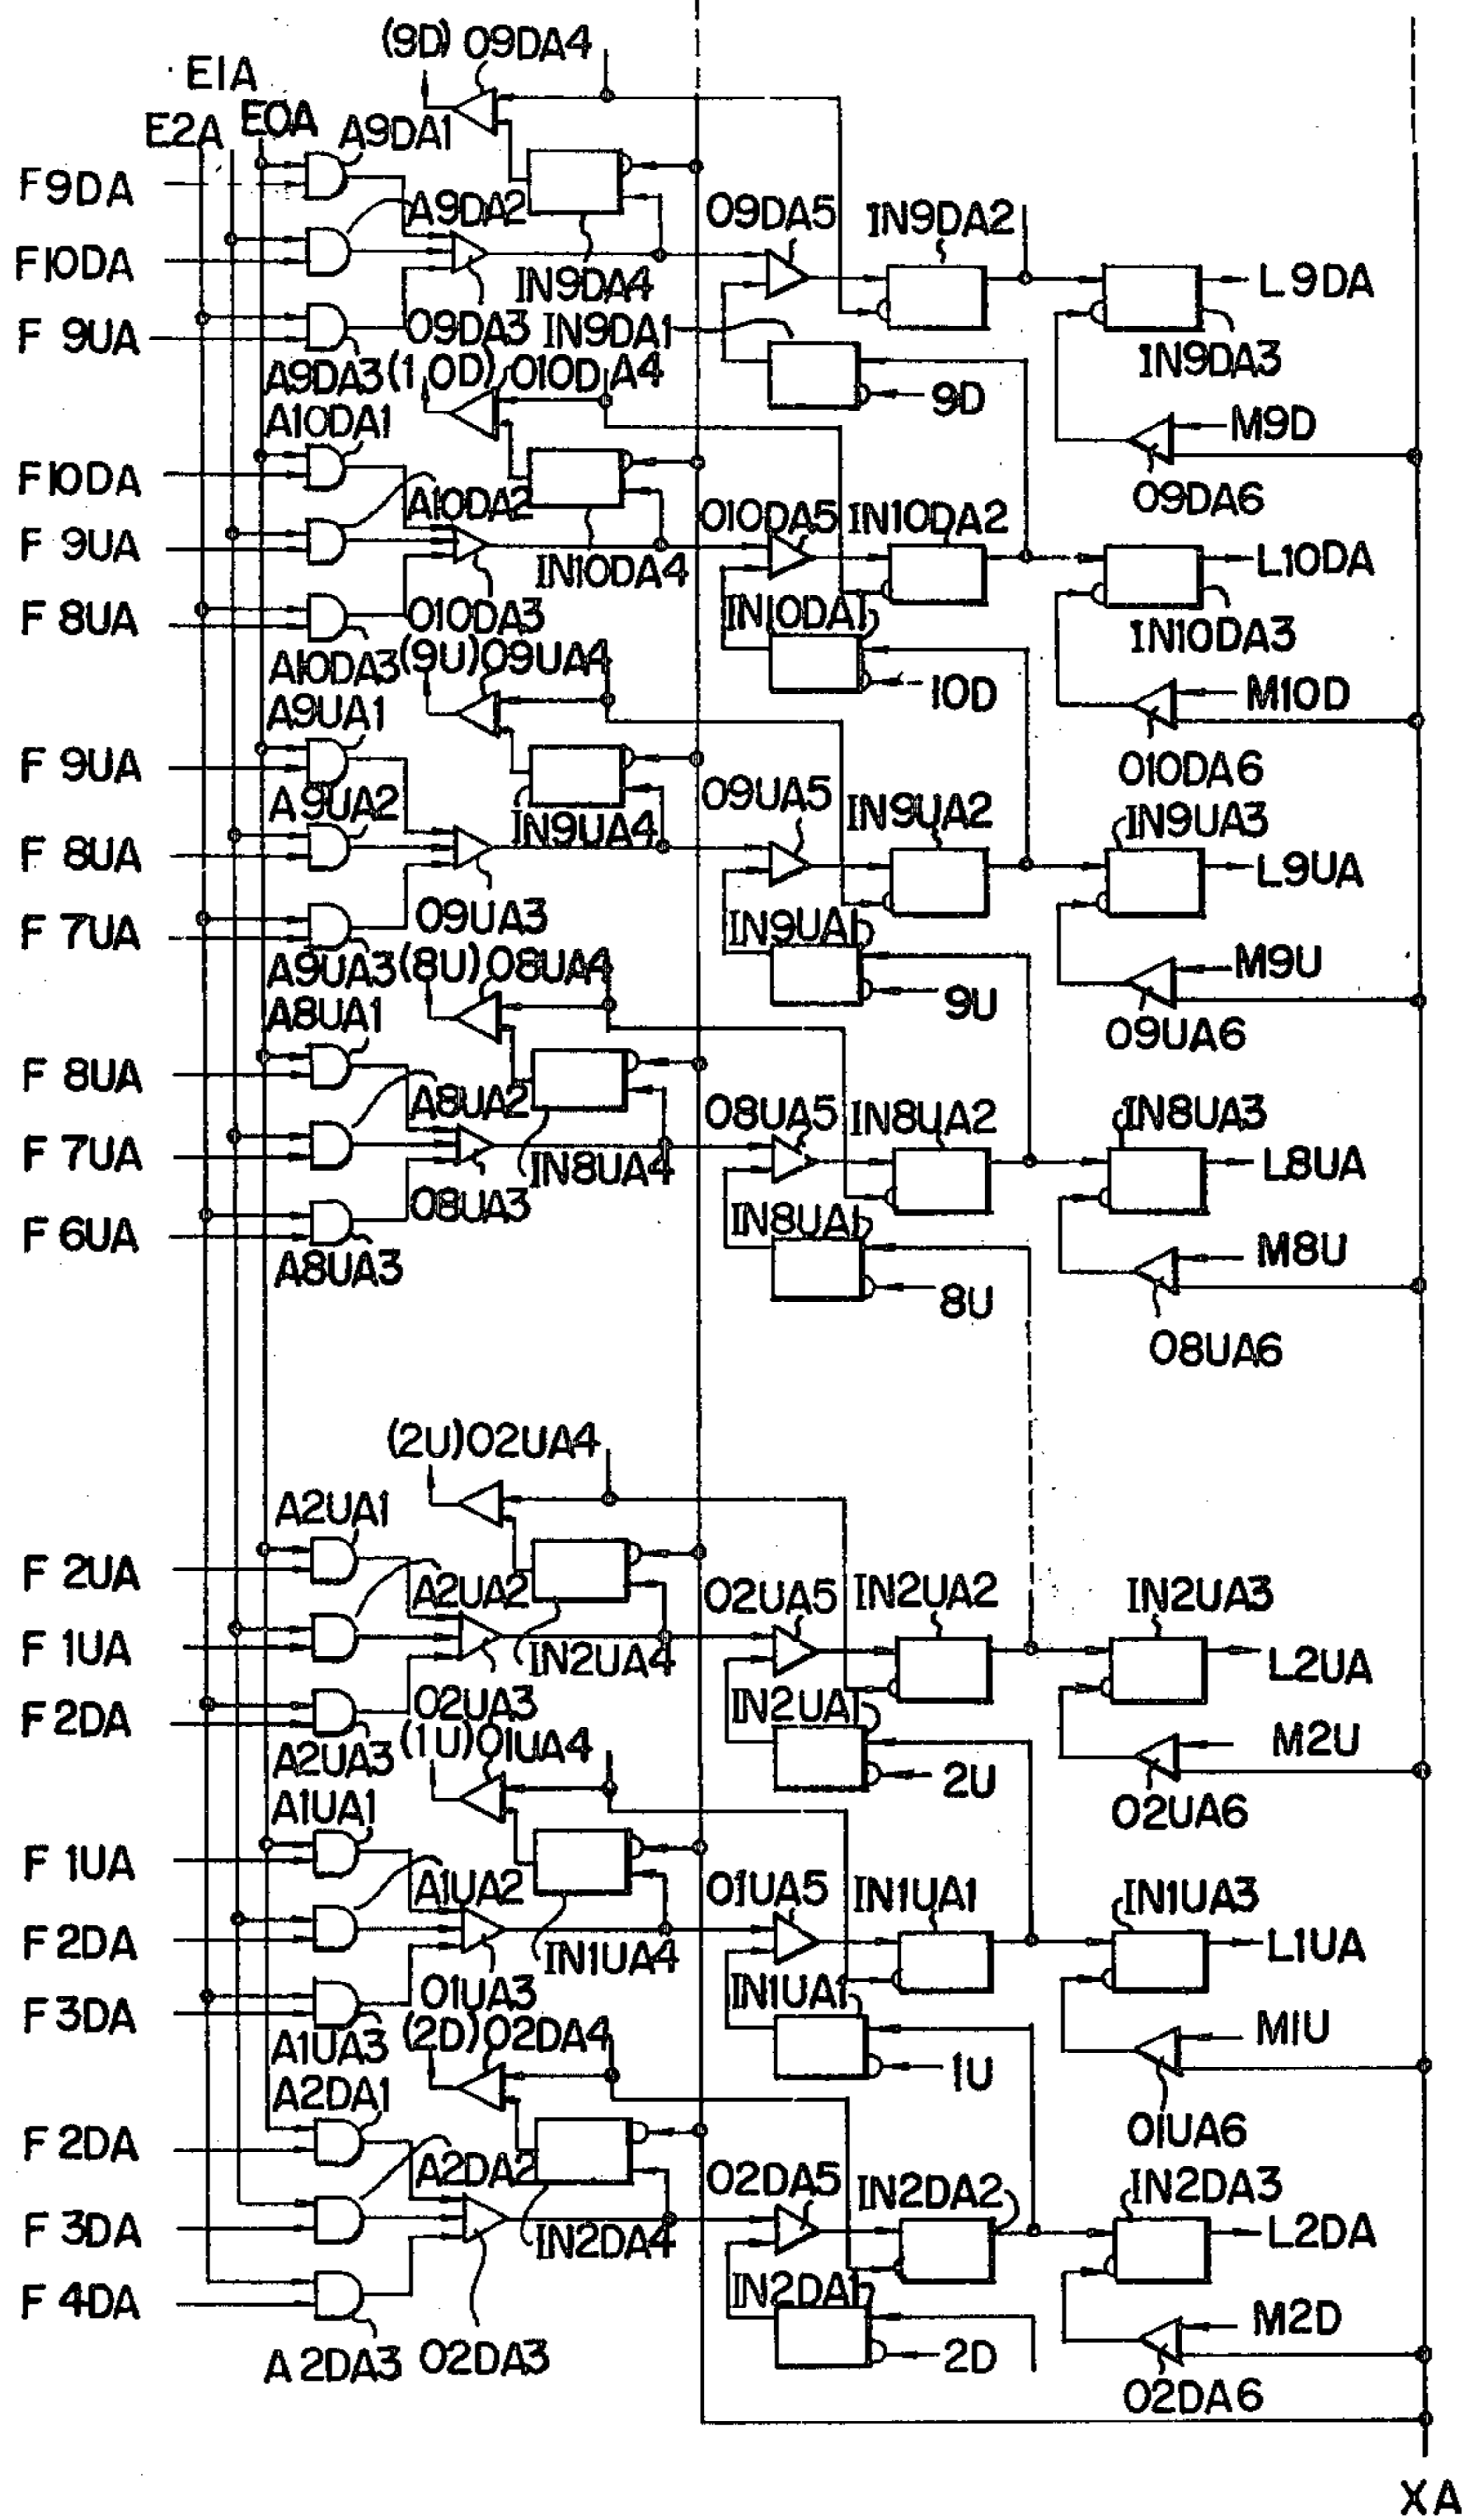 (9D) O9DA4
E1A
E2A EOA A9DA1
F9DA
A9DA2 O9DA5 IN9DA2
F10DA
IN9DA4 L9DA
F 9UA O9DA3 IN9DA1
IN9DA3
A9DA3 (10D) O10DA4
9D M9D
A10DA1
F10DA O9DA6
A10DA2 O10DA5 IN10DA2
F 9UA
IN10DA4 L10DA
F 8UA O10DA3 IN10DA1
IN10DA3
A10DA3 (9U) O9UA4
10D M10D
A9UA1
F 9UA O10DA6
A9UA2 O9UA5 IN9UA2 IN9UA3
IN9UA4
F 8UA L9UA
F 7UA O9UA3 IN9UA1
A9UA3 (8U) O8UA4 M9U
A8UA1 9U
O9UA6
F 8UA
A8UA2 O8UA5 IN8UA2 IN8UA3
F 7UA IN8UA4 L8UA
F 6UA O8UA3 IN8UA1
A8UA3 M8U
8U
O8UA6
(2U) O2UA4
A2UA1
F 2UA
A2UA2 O2UA5 IN2UA2 IN2UA3
F 1UA IN2UA4
L2UA
F 2DA O2UA3 IN2UA1
A2UA3 (1U) O1UA4 M2U
2U
A1UA1 O2UA6
F 1UA
A1UA2 O1UA5 IN1UA1 IN1UA3
F 2DA IN1UA4 L1UA
F 3DA O1UA3 IN1UA1
A1UA3 (2D) O2DA4 M1U
A2DA1 1U
O1UA6
F 2DA
A2DA2 O2DA5 IN2DA2 IN2DA3
F 3DA IN2DA4 L2DA
F 4DA IN2DA1
M2D
A2DA3 O2DA3 2D
O2DA6
XA